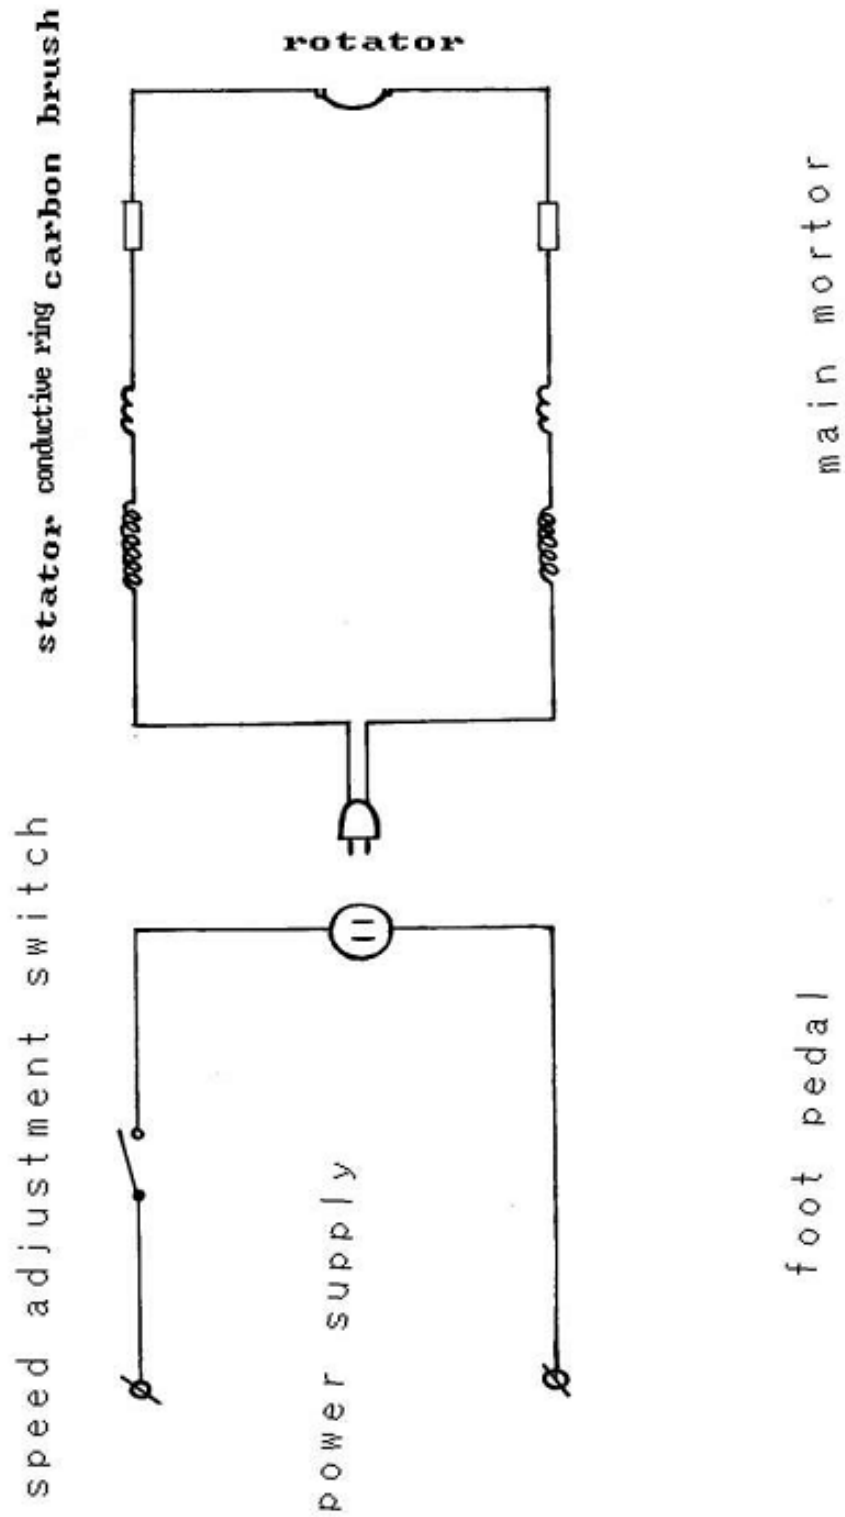 rotator
carbon brush
conductive ring
stator
main mortor
speed adjustment switch
power supply
foot pedal